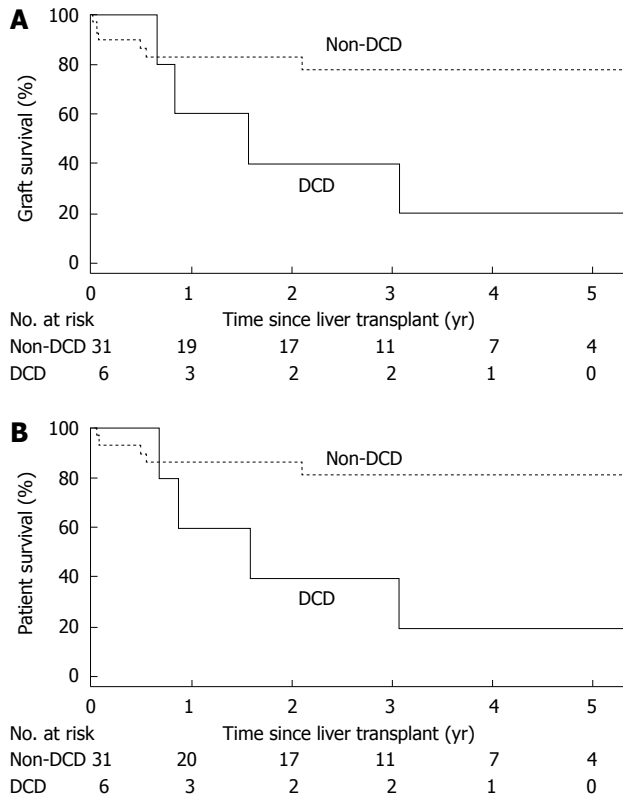 A
Graft survival (%)
100
80
60
40
20
0
Non-DCD
DCD
0 1 2 3 4 5
No. at risk Time since liver transplant (yr)
Non-DCD 31 19 17 11 7 4
DCD 6 3 2 2 1 0
B
Patient survival (%)
100
80
60
40
20
0
Non-DCD
DCD
0 1 2 3 4 5
No. at risk Time since liver transplant (yr)
Non-DCD 31 20 17 11 7 4
DCD 6 3 2 2 1 0